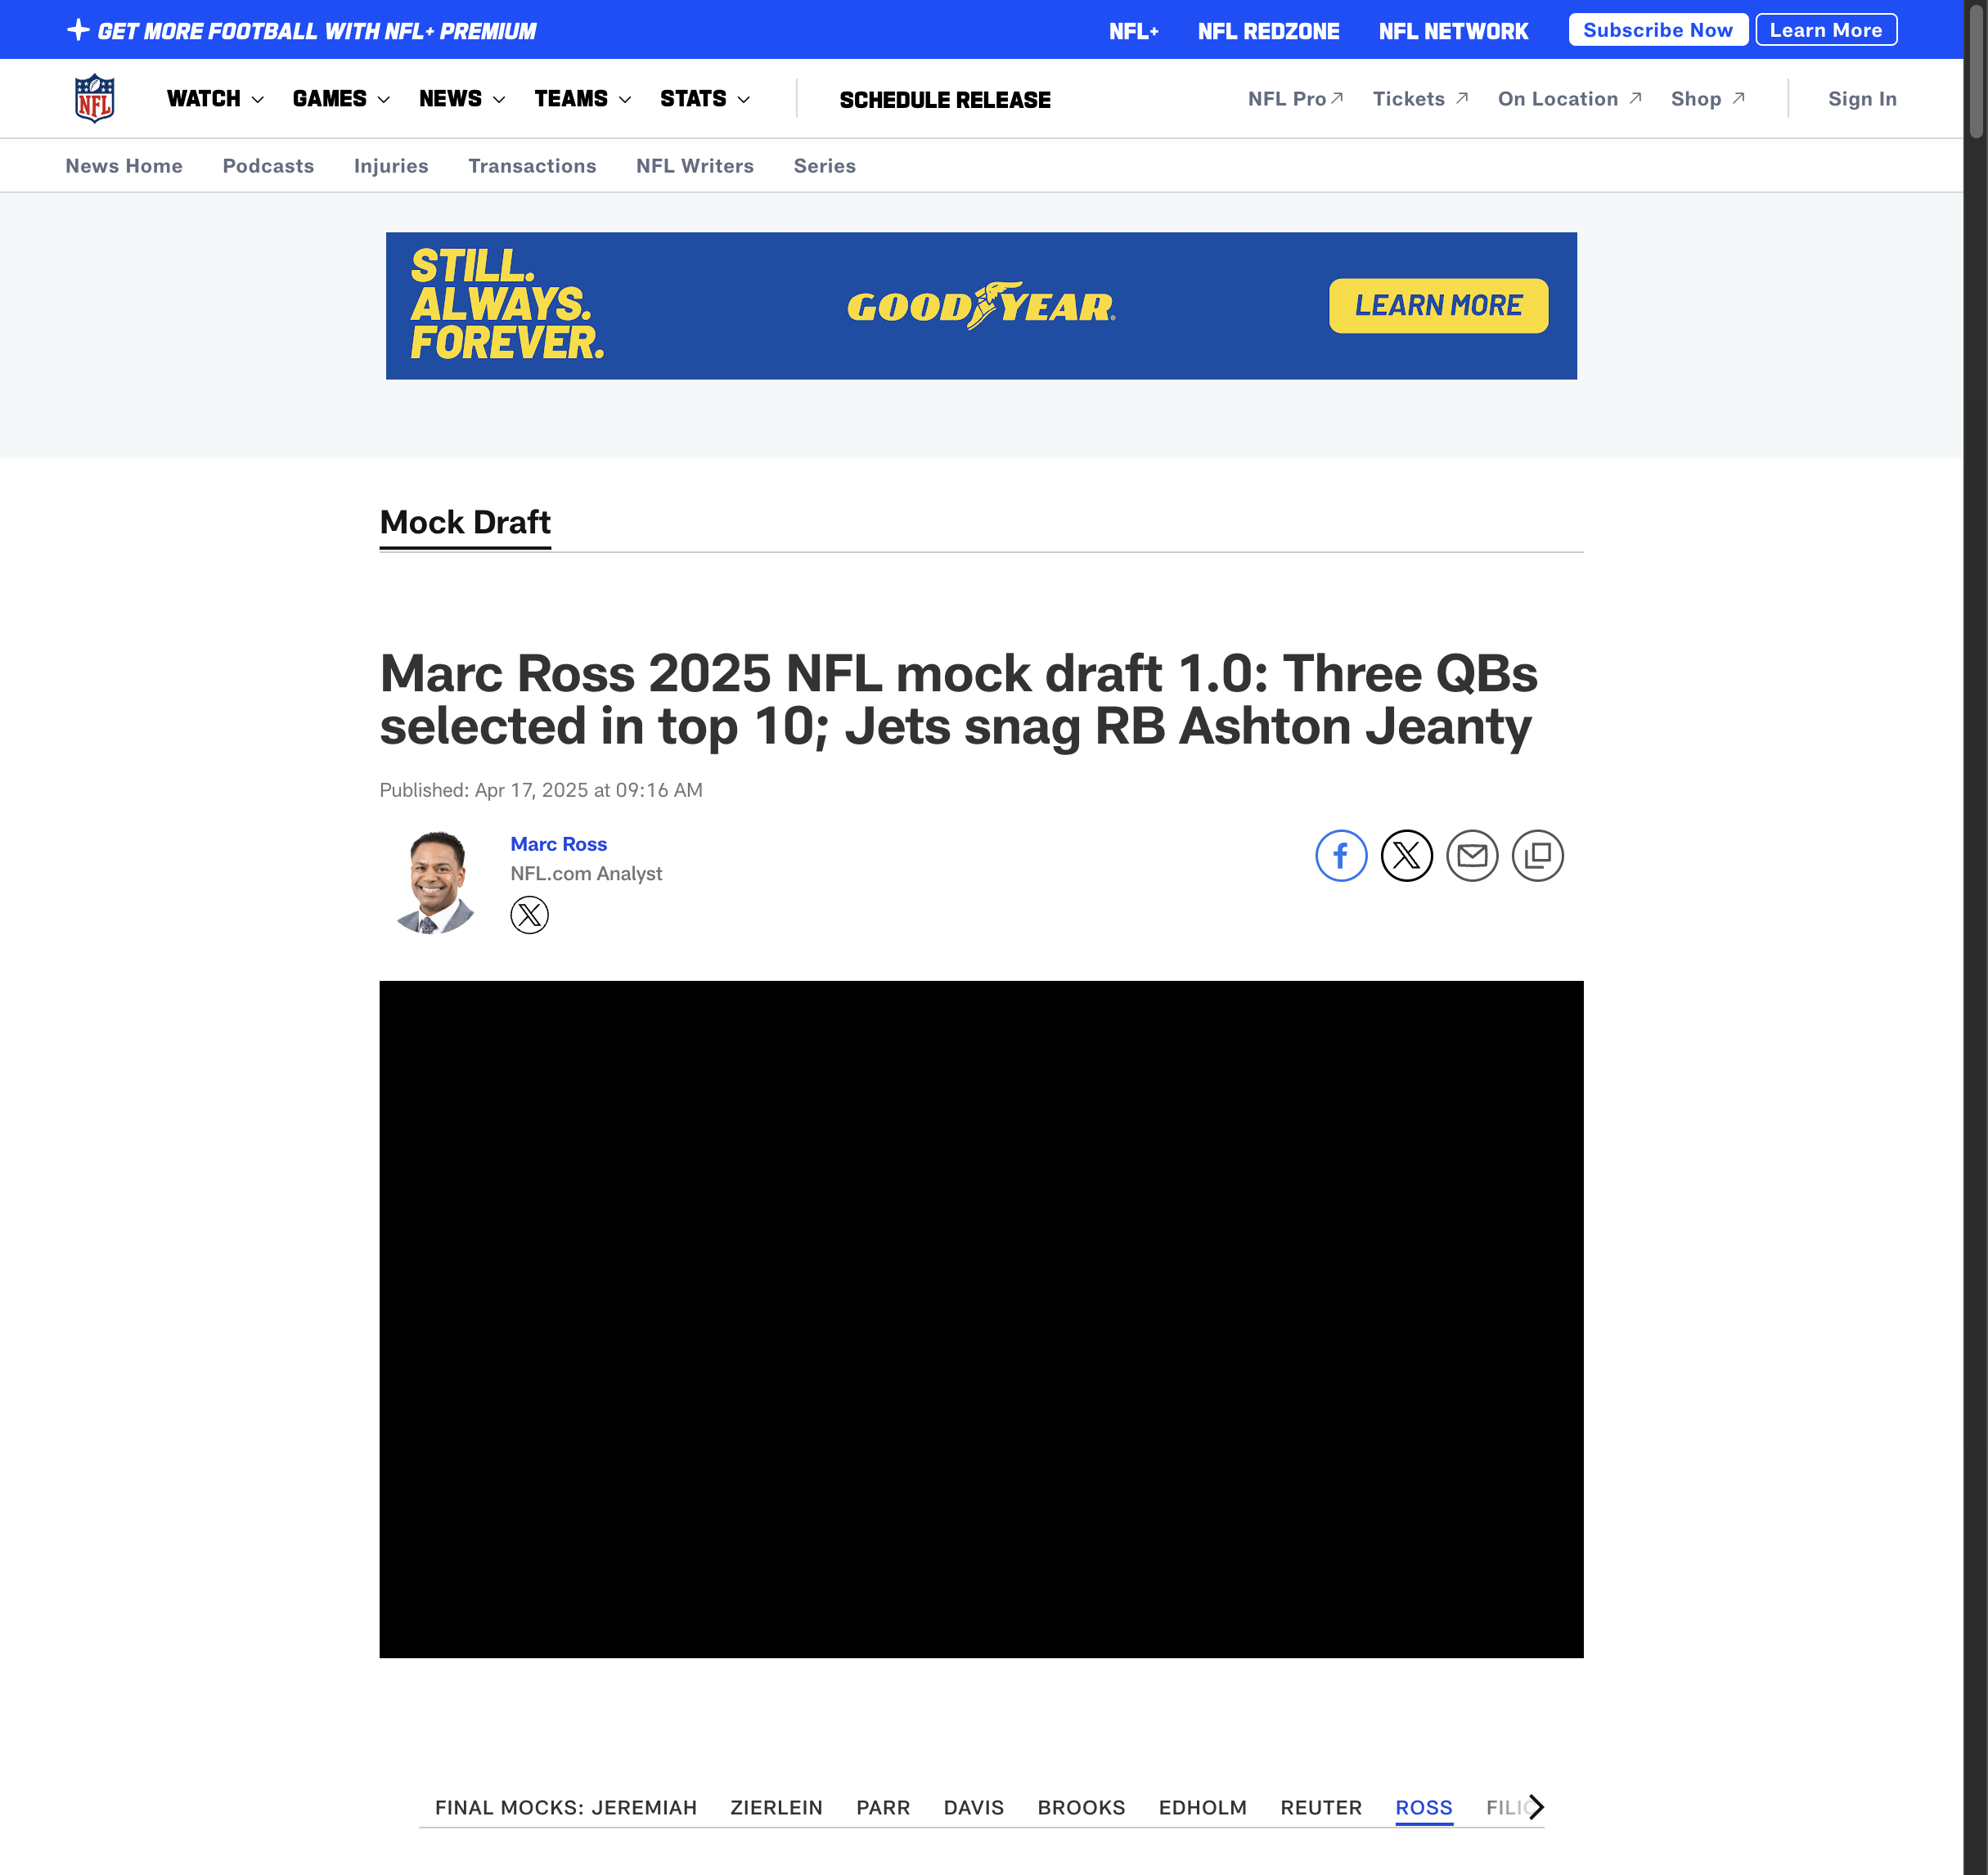 GET MORE FOOTBALL WITH NFL+ PREMIUM
NFL+ NFL REDZONE NFL NETWORK Subscribe Now Learn More
NFL WATCH GAMES NEWS TEAMS STATS SCHEDULE RELEASE NFL Pro Tickets On Location Shop Sign In
News Home Podcasts Injuries Transactions NFL Writers Series
STILL.
ALWAYS.
FOREVER.
GOODYEAR
LEARN MORE
Mock Draft
Marc Ross 2025 NFL mock draft 1.0: Three QBs
selected in top 10; Jets snag RB Ashton Jeanty
Published: Apr 17, 2025 at 09:16 AM
Marc Ross
NFL.com Analyst
FINAL MOCKS: JEREMIAH ZIERLEIN PARR DAVIS BROOKS EDHOLM REUTER ROSS